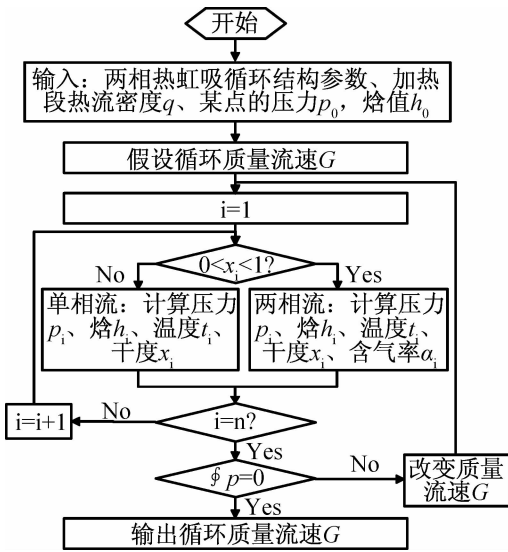 开始
输入：两相热虹吸循环结构参数、加热
段热流密度q、某点的压力p₀，焓值h₀
假设循环质量流速G
i=1
0<xᵢ<1?
No
Yes
单相流：计算压力
pᵢ、焓hᵢ、温度tᵢ、
干度xᵢ
两相流：计算压力
pᵢ、焓hᵢ、温度tᵢ、
干度xᵢ、含气率αᵢ
i=i+1
No
i=n?
Yes
∮p=0
No
改变质量
流速G
Yes
输出循环质量流速G